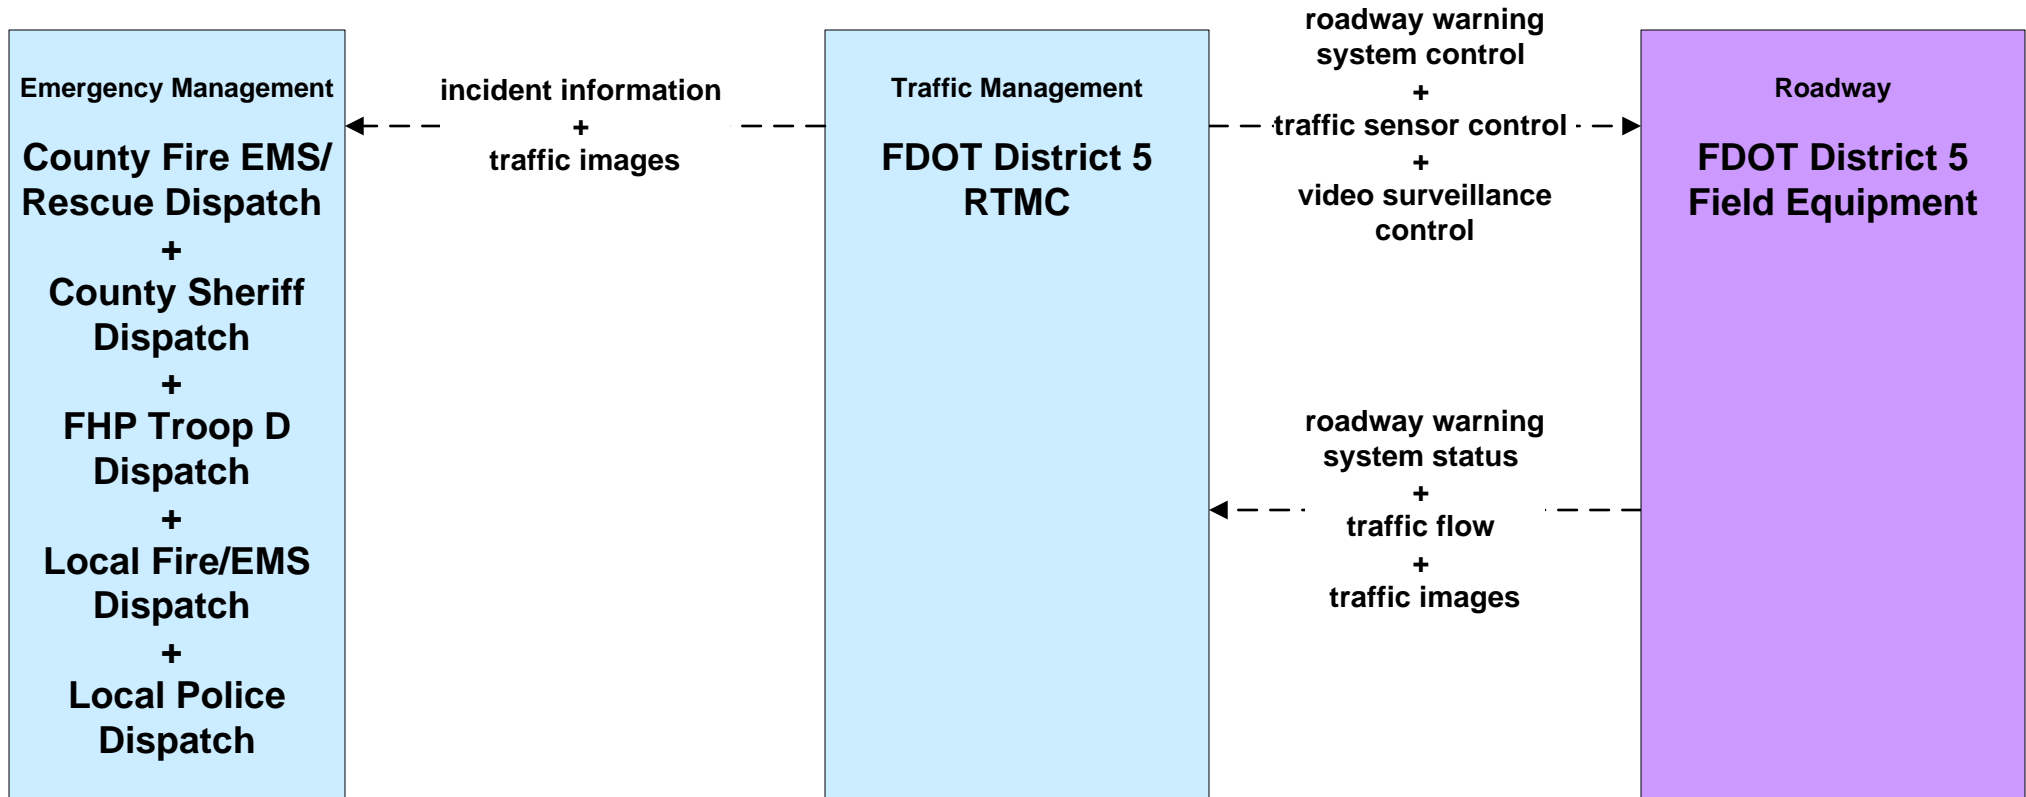 Emergency Management
County Fire EMS/
Rescue Dispatch
+
County Sheriff
Dispatch
+
FHP Troop D
Dispatch
+
Local Fire/EMS
Dispatch
+
Local Police
Dispatch
incident information
+
traffic images
Traffic Management
FDOT District 5
RTMC
roadway warning
system control
+
traffic sensor control
+
video surveillance
control
roadway warning
system status
+
traffic flow
+
traffic images
Roadway
FDOT District 5
Field Equipment